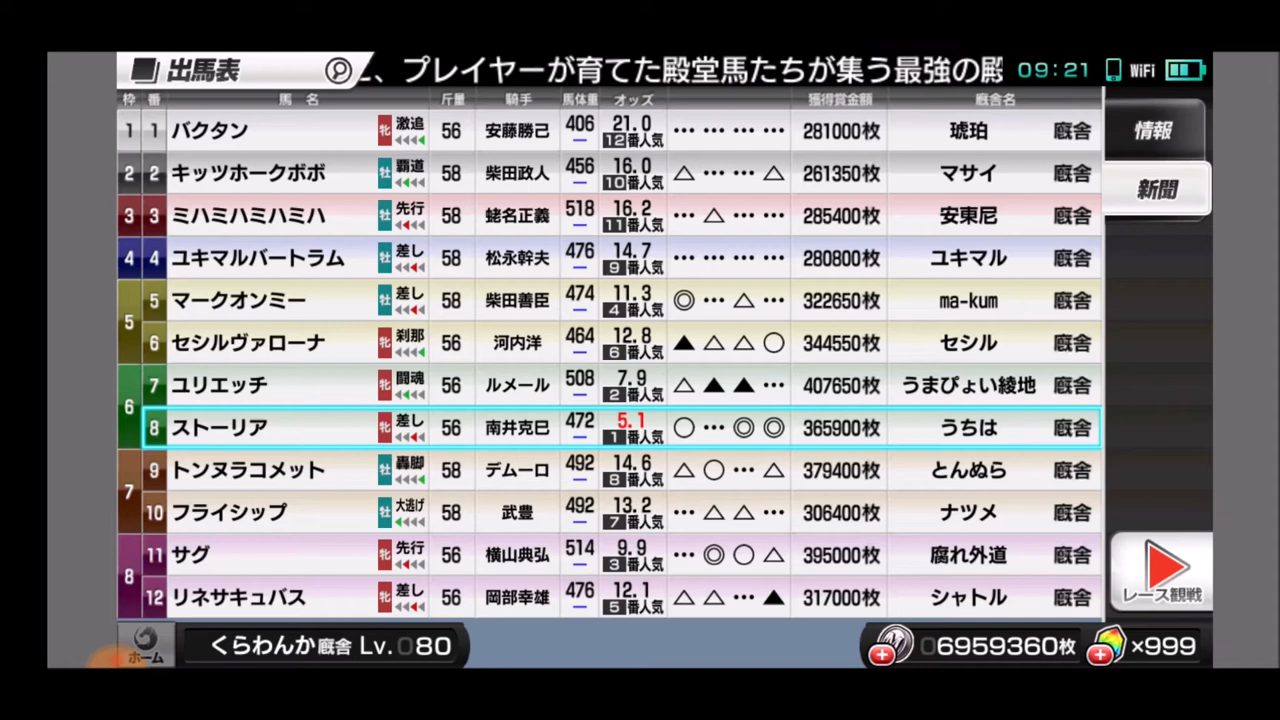 出馬表 に、プレイヤーが育てた殿堂馬たちが集う最強の殿 09:21 WiFi
枠 番 馬名 斤量 騎手 馬体重 オッズ 獲得賞金額 厩舎名
1 1 バクタン 牝 激追 56 安藤勝己 406 － 21.0 12番人気 … … … … 281000枚 琥珀 厩舎
2 2 キッツホークボボ 牡 覇道 58 柴田政人 456 － 16.0 10番人気 △ … … △ 261350枚 マサイ 厩舎
3 3 ミハミハミハミハ 牡 先行 58 蛯名正義 518 － 16.2 11番人気 … △ … … 285400枚 安東尼 厩舎
4 4 ユキマルバートラム 牡 差し 58 松永幹夫 476 － 14.7 9番人気 … … … … 280800枚 ユキマル 厩舎
5 5 マークオンミー 牡 差し 58 柴田善臣 474 － 11.3 4番人気 ◎ … △ … 322650枚 ma-kum 厩舎
6 セシルヴァローナ 牝 刹那 56 河内洋 464 － 12.8 6番人気 ▲ △ △ ○ 344550枚 セシル 厩舎
6 7 ユリエッチ 牝 闘魂 56 ルメール 508 － 7.9 2番人気 △ ▲ ▲ … 407650枚 うまぴょい綾地 厩舎
8 ストーリア 牝 差し 56 南井克巳 472 － 5.1 1番人気 ○ … ◎ ◎ 365900枚 うちは 厩舎
7 9 トンヌラコメット 牡 轟脚 58 デムーロ 492 － 14.6 8番人気 △ ○ … △ 379400枚 とんぬら 厩舎
10 フライシップ 牡 大逃げ 58 武豊 492 － 13.2 7番人気 … △ △ … 306400枚 ナツメ 厩舎
8 11 サグ 牝 先行 56 横山典弘 514 － 9.9 3番人気 … ◎ ○ △ 395000枚 腐れ外道 厩舎
12 リネサキュバス 牝 差し 56 岡部幸雄 476 － 12.1 5番人気 △ △ … ▲ 317000枚 シャトル 厩舎
情報
新聞
レース観戦
ホーム くらわんか厩舎 Lv.080 06959360枚 ×999